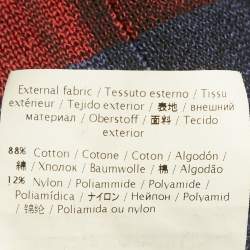 External fabric / Tessuto esterno / Tissu
extérieur / Tejido exterior / 表地 / внешний
материал / Oberstoff / 面料 / Tecido
exterior
88% Cotton / Cotone / Coton / Algodón /
綿 / Хлопок / Baumwolle / 棉 / Algodão
12% Nylon / Poliammide / Polyamide /
Poliamídica / ナイロン / Нейлон / Polyamid
/ 锦纶 / Poliamida ou nylon